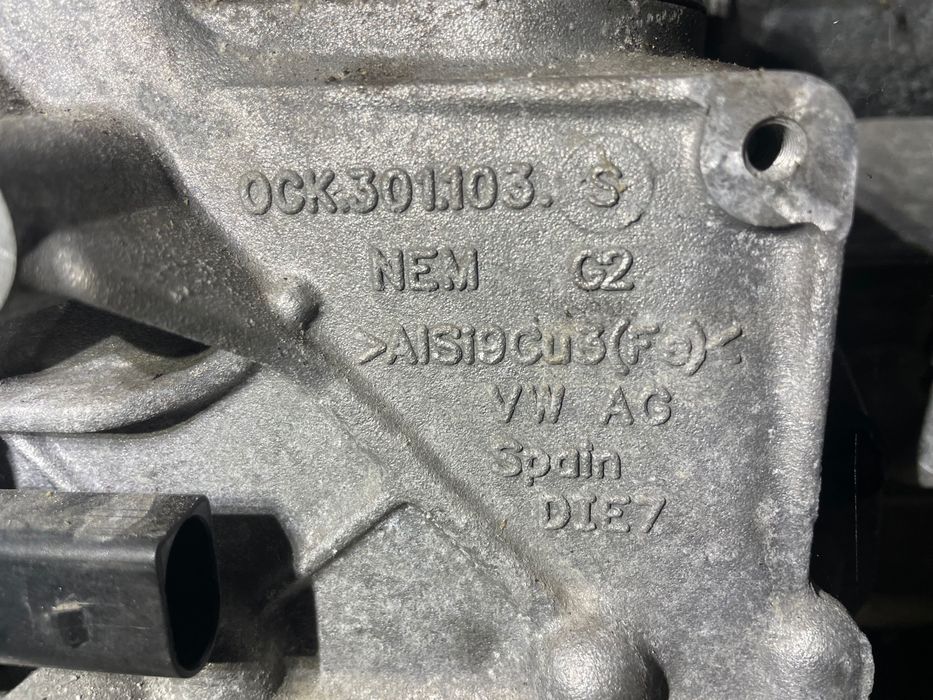 0CK.301.103. S
NEM G2
>AlSi9Cu3(Fe)<
VW AG
Spain
DIE7